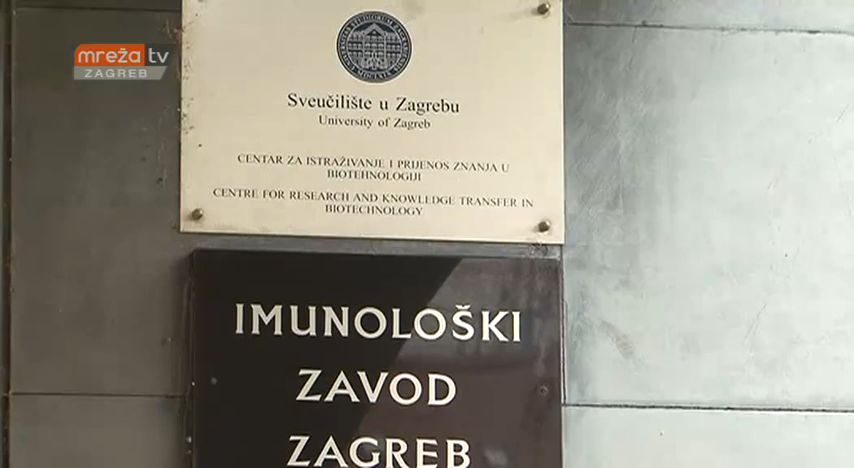 mreža tv
ZAGREB
Sveučilište u Zagrebu
University of Zagreb
CENTAR ZA ISTRAŽIVANJE I PRIJENOS ZNANJA U
BIOTEHNOLOGIJI
CENTRE FOR RESEARCH AND KNOWLEDGE TRANSFER IN
BIOTECHNOLOGY
IMUNOLOŠKI
ZAVOD
ZAGREB